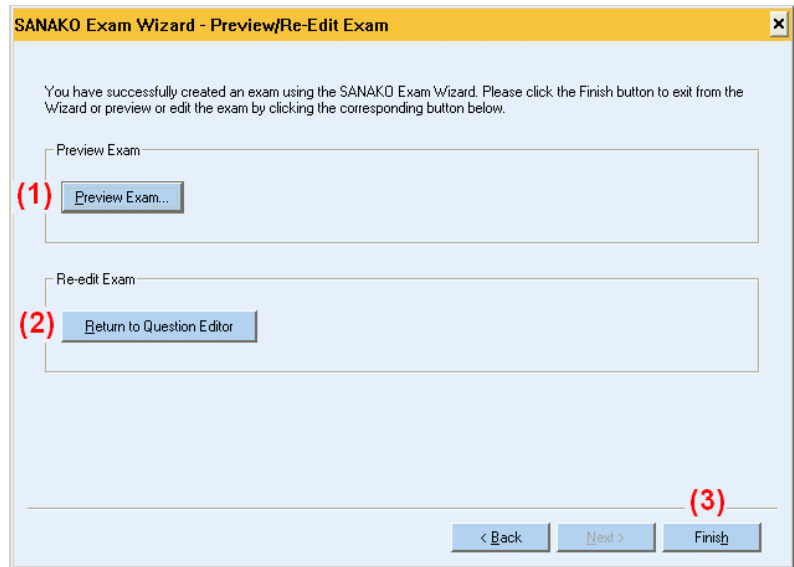 SANAKO Exam Wizard - Preview/Re-Edit Exam
You have successfully created an exam using the SANAKO Exam Wizard. Please click the Finish button to exit from the
Wizard or preview or edit the exam by clicking the corresponding button below.
Preview Exam
(1) Preview Exam...
Re-edit Exam
(2) Return to Question Editor
(3)
< Back Next > Finish